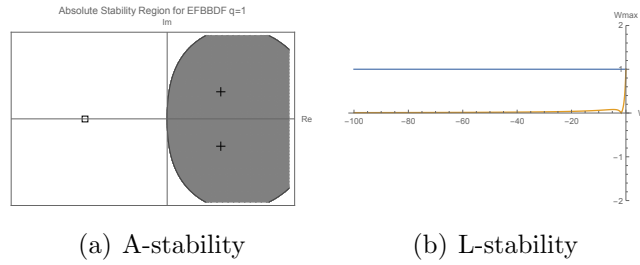 Absolute Stability Region for EFBBDF q=1
Im
Re
Wmax
2
1
-100 -80 -60 -40 -20
-1
-2
(a) A-stability
(b) L-stability